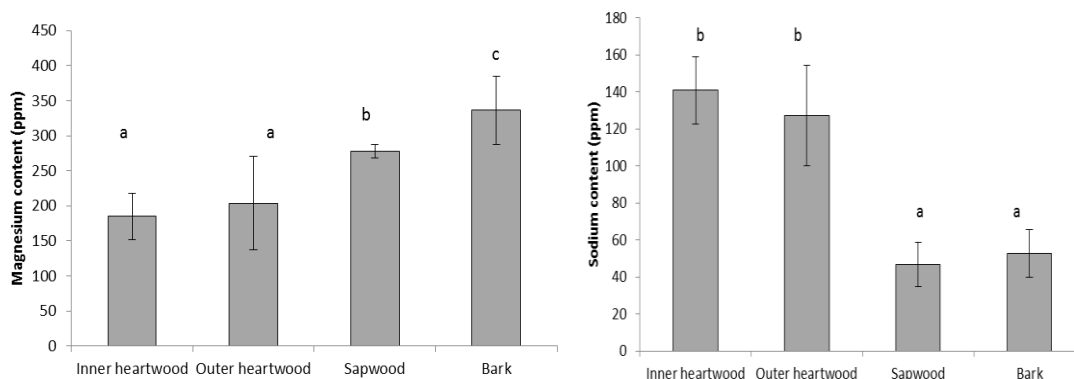 Magnesium content (ppm)
450
400
350
300
250
200
150
100
50
0
a
a
b
c
Inner heartwood Outer heartwood Sapwood Bark
Sodium content (ppm)
180
160
140
120
100
80
60
40
20
0
b
b
a
a
Inner heartwood Outer heartwood Sapwood Bark